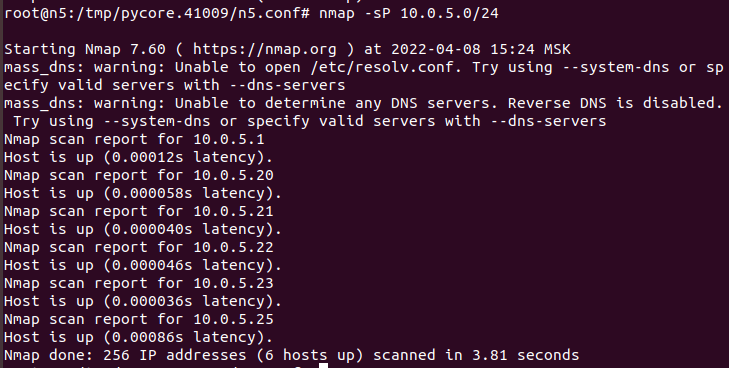 root@n5:/tmp/pycore.41009/n5.conf# nmap -sP 10.0.5.0/24
Starting Nmap 7.60 ( https://nmap.org ) at 2022-04-08 15:24 MSK
mass_dns: warning: Unable to open /etc/resolv.conf. Try using --system-dns or sp
ecify valid servers with --dns-servers
mass_dns: warning: Unable to determine any DNS servers. Reverse DNS is disabled.
 Try using --system-dns or specify valid servers with --dns-servers
Nmap scan report for 10.0.5.1
Host is up (0.00012s latency).
Nmap scan report for 10.0.5.20
Host is up (0.000058s latency).
Nmap scan report for 10.0.5.21
Host is up (0.000040s latency).
Nmap scan report for 10.0.5.22
Host is up (0.000046s latency).
Nmap scan report for 10.0.5.23
Host is up (0.000036s latency).
Nmap scan report for 10.0.5.25
Host is up (0.00086s latency).
Nmap done: 256 IP addresses (6 hosts up) scanned in 3.81 seconds